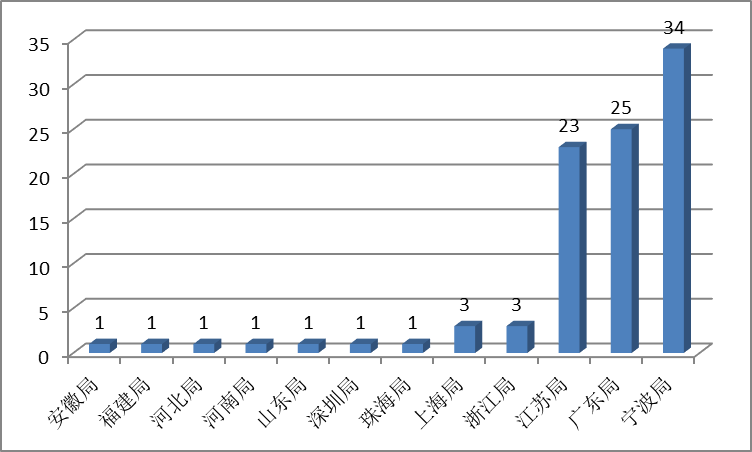 35
30
25
20
15
10
5
0
1
1
1
1
1
1
1
3
3
23
25
34
安徽局
福建局
河北局
河南局
山东局
深圳局
珠海局
上海局
浙江局
江苏局
广东局
宁波局